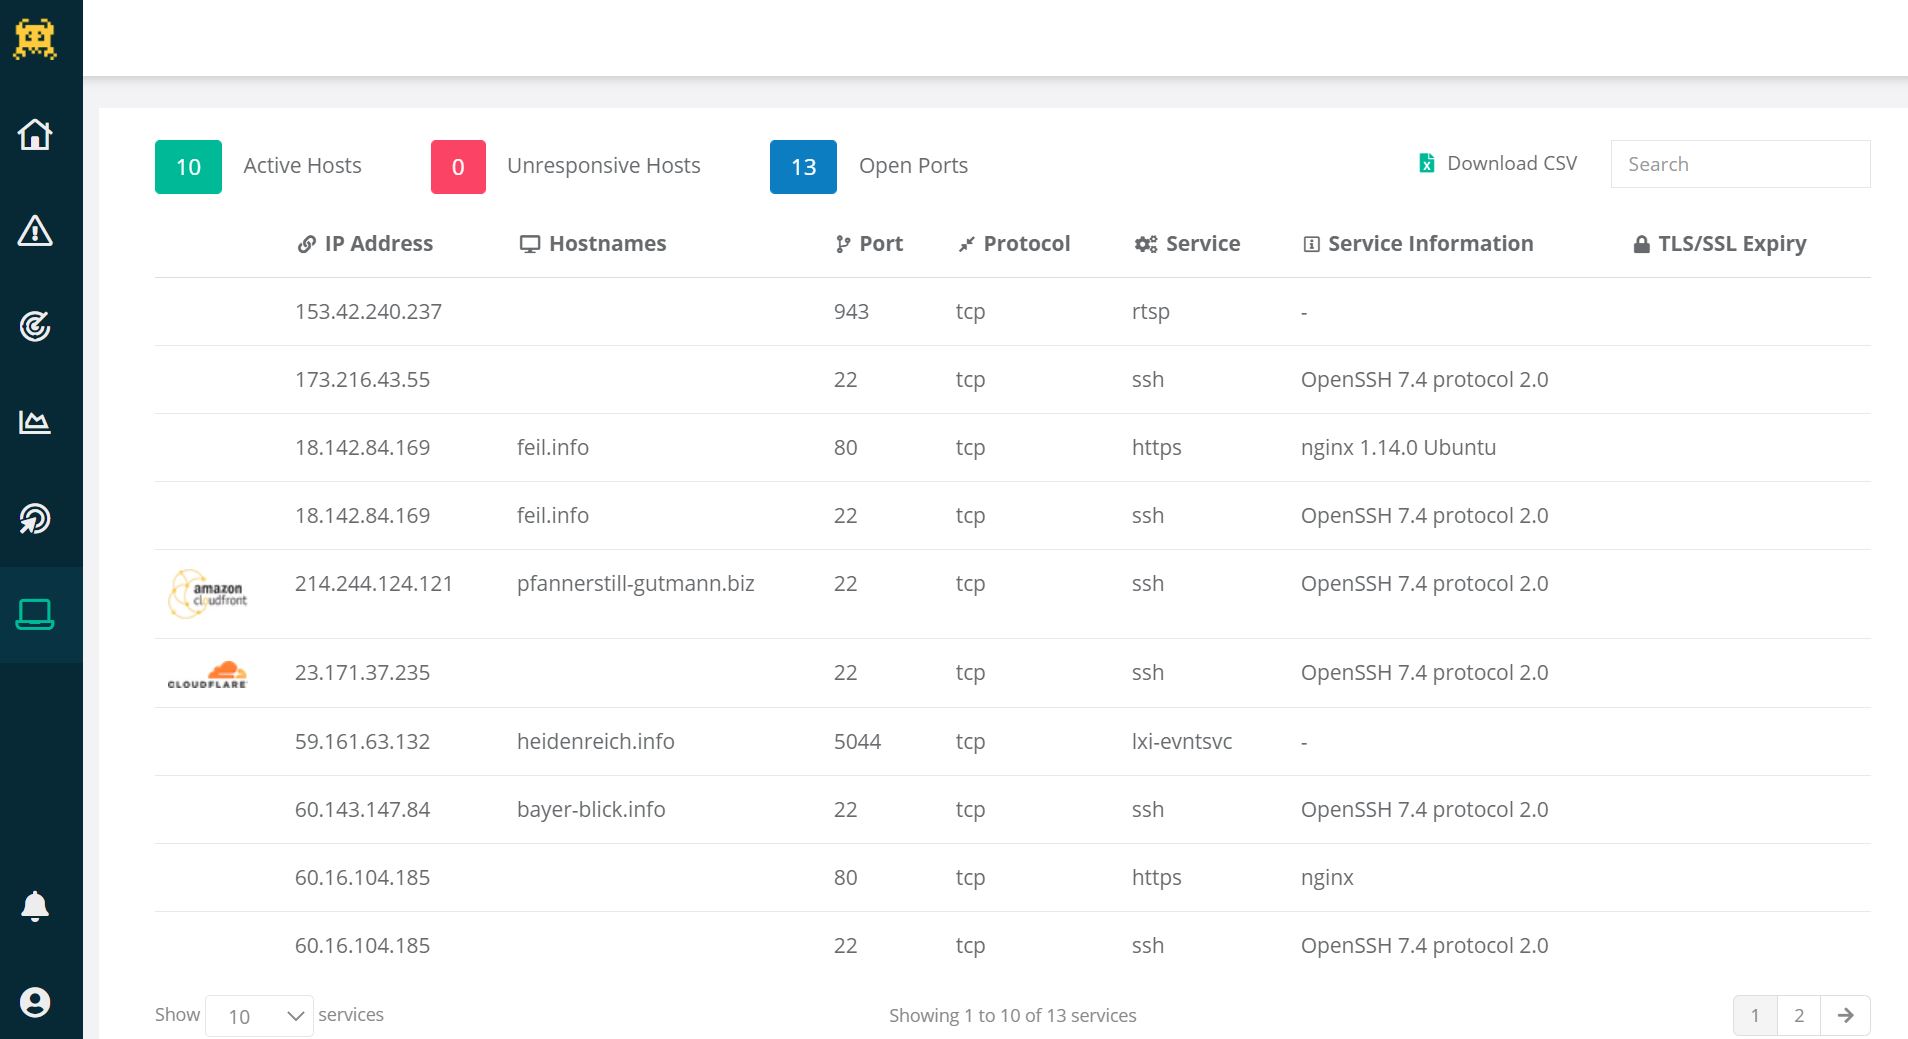 10 Active Hosts 0 Unresponsive Hosts 13 Open Ports Download CSV Search
IP Address Hostnames Port Protocol Service Service Information TLS/SSL Expiry
153.42.240.237 943 tcp rtsp -
173.216.43.55 22 tcp ssh OpenSSH 7.4 protocol 2.0
18.142.84.169 feil.info 80 tcp https nginx 1.14.0 Ubuntu
18.142.84.169 feil.info 22 tcp ssh OpenSSH 7.4 protocol 2.0
amazon
cloudfront
214.244.124.121 pfannerstill-gutmann.biz 22 tcp ssh OpenSSH 7.4 protocol 2.0
CLOUDFLARE
23.171.37.235 22 tcp ssh OpenSSH 7.4 protocol 2.0
59.161.63.132 heidenreich.info 5044 tcp lxi-evntsvc -
60.143.147.84 bayer-blick.info 22 tcp ssh OpenSSH 7.4 protocol 2.0
60.16.104.185 80 tcp https nginx
60.16.104.185 22 tcp ssh OpenSSH 7.4 protocol 2.0
Show 10 services Showing 1 to 10 of 13 services 1 2